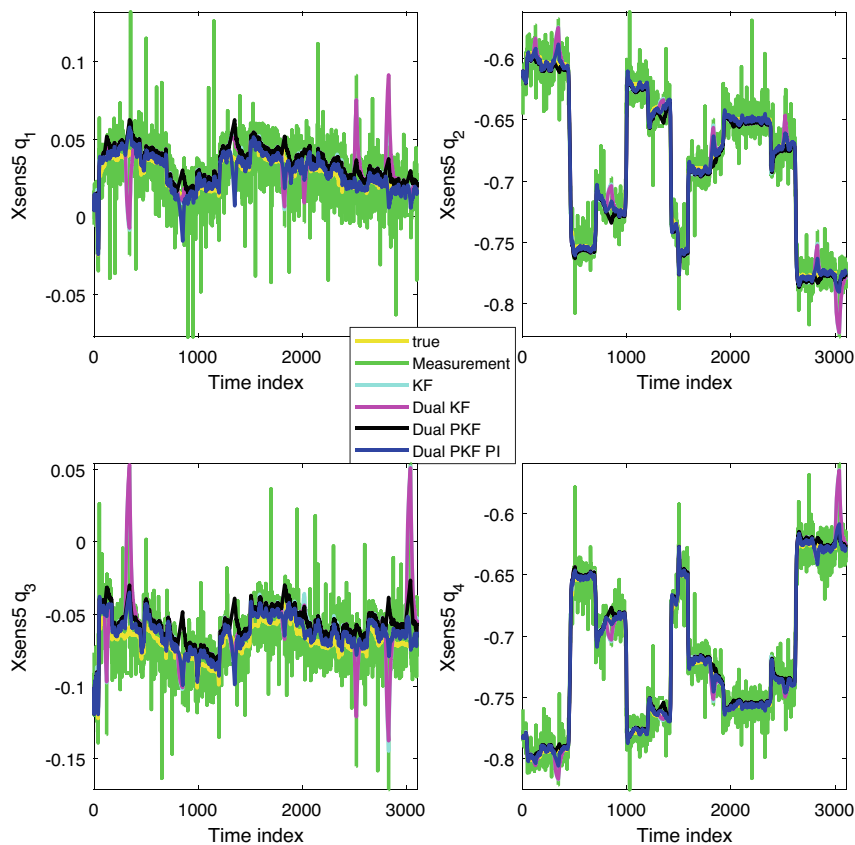 0.1
0.05
0
-0.05
Xsens5 q1
0
1000
2000
Time index
-0.6
-0.65
-0.7
-0.75
-0.8
Xsens5 q2
0
1000
2000
3000
Time index
true
Measurement
KF
Dual KF
Dual PKF
Dual PKF PI
0.05
0
-0.05
-0.1
-0.15
Xsens5 q3
0
1000
2000
3000
Time index
-0.6
-0.65
-0.7
-0.75
-0.8
Xsens5 q4
0
1000
2000
3000
Time index